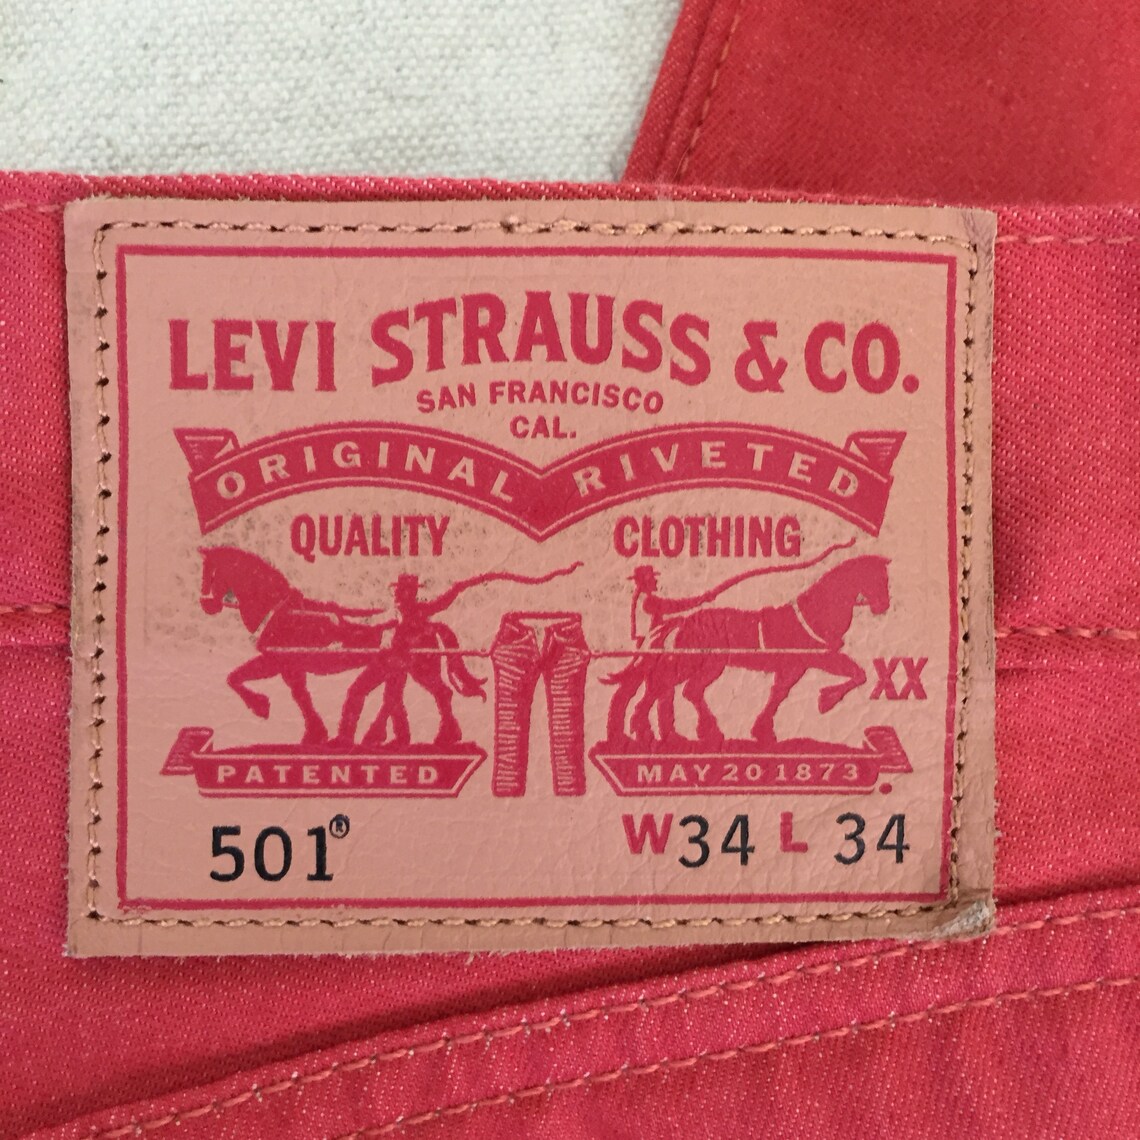 LEVI STRAUSS & CO.
SAN FRANCISCO
CAL.
ORIGINAL RIVETED
QUALITY CLOTHING
XX
PATENTED MAY 20 1873
501® W34 L 34